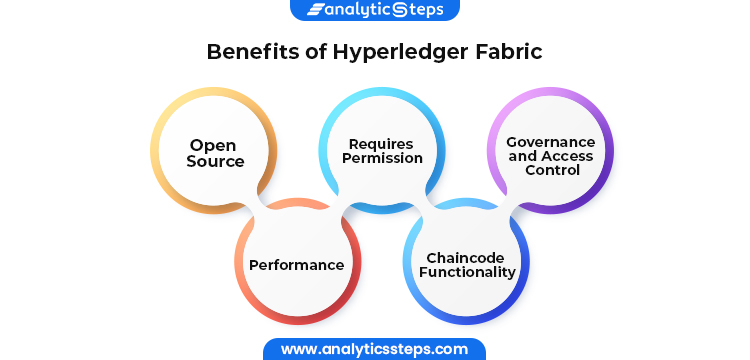 analyticSteps
Benefits of Hyperledger Fabric
Open
Source
Performance
Requires
Permission
Chaincode
Functionality
Governance
and Access
Control
www.analyticssteps.com